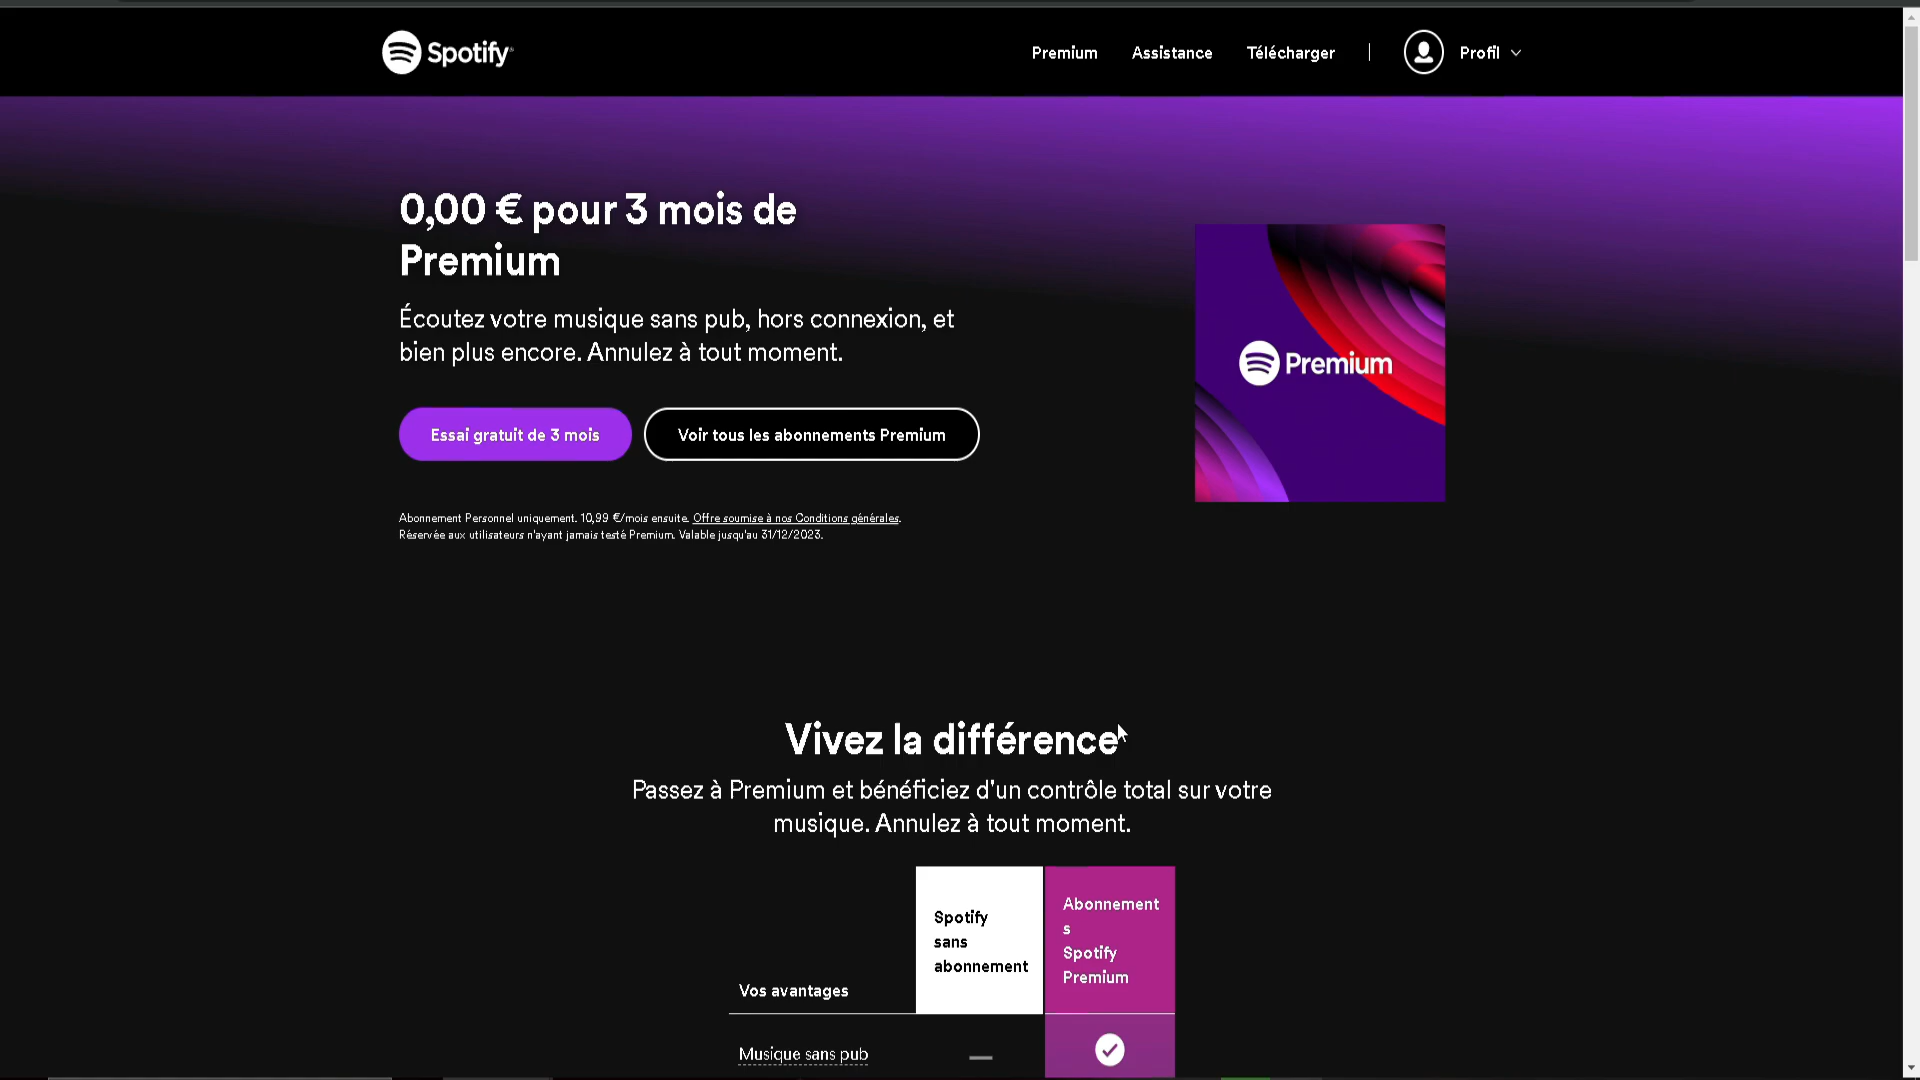 Spotify
Premium Assistance Télécharger | Profil
0,00 € pour 3 mois de
Premium
Écoutez votre musique sans pub, hors connexion, et
bien plus encore. Annulez à tout moment.
Premium
Essai gratuit de 3 mois
Voir tous les abonnements Premium
Abonnement Personnel uniquement. 10,99 €/mois ensuite. Offre soumise à nos Conditions générales.
Réservée aux utilisateurs n'ayant jamais testé Premium. Valable jusqu'au 31/12/2023.
Vivez la différence
Passez à Premium et bénéficiez d'un contrôle total sur votre
musique. Annulez à tout moment.
Vos avantages
Spotify
sans
abonnement
Abonnement
s
Spotify
Premium
Musique sans pub